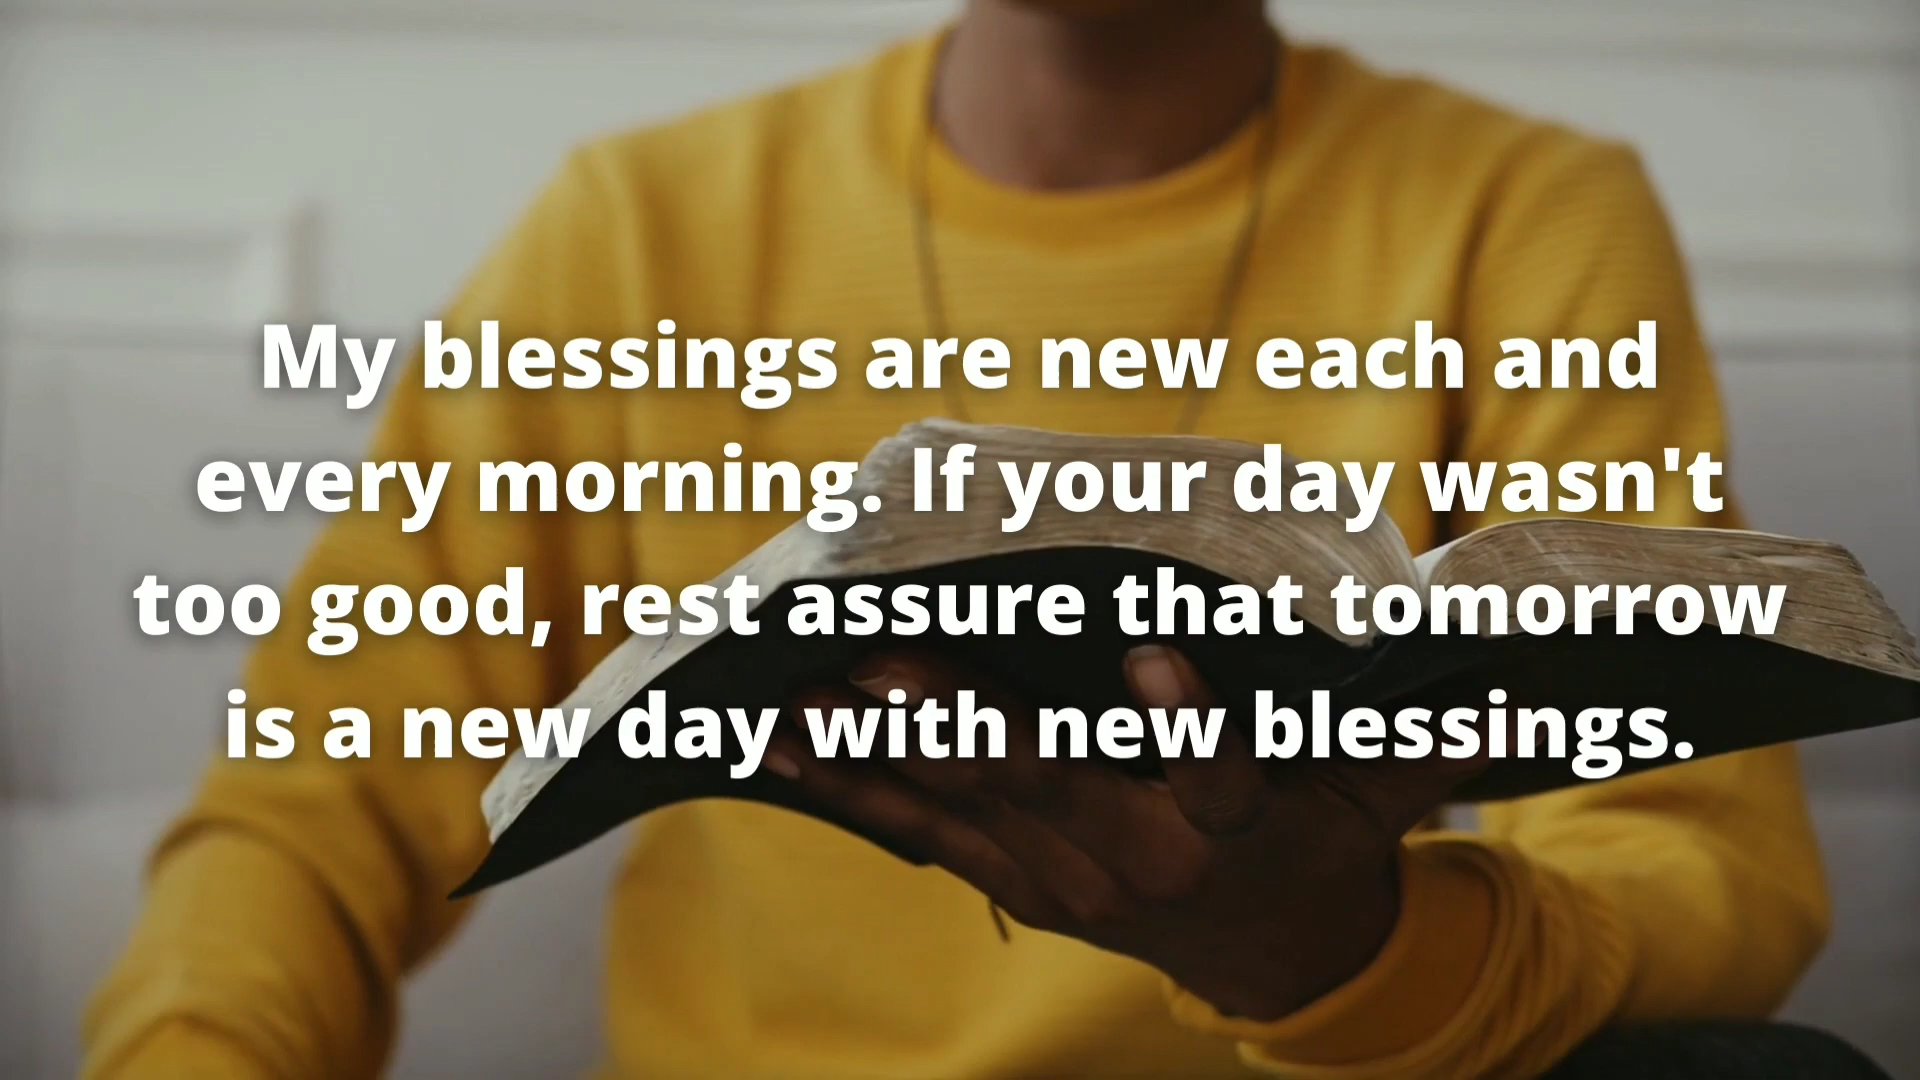 My blessings are new each and
every morning. If your day wasn't
too good, rest assure that tomorrow
is a new day with new blessings.